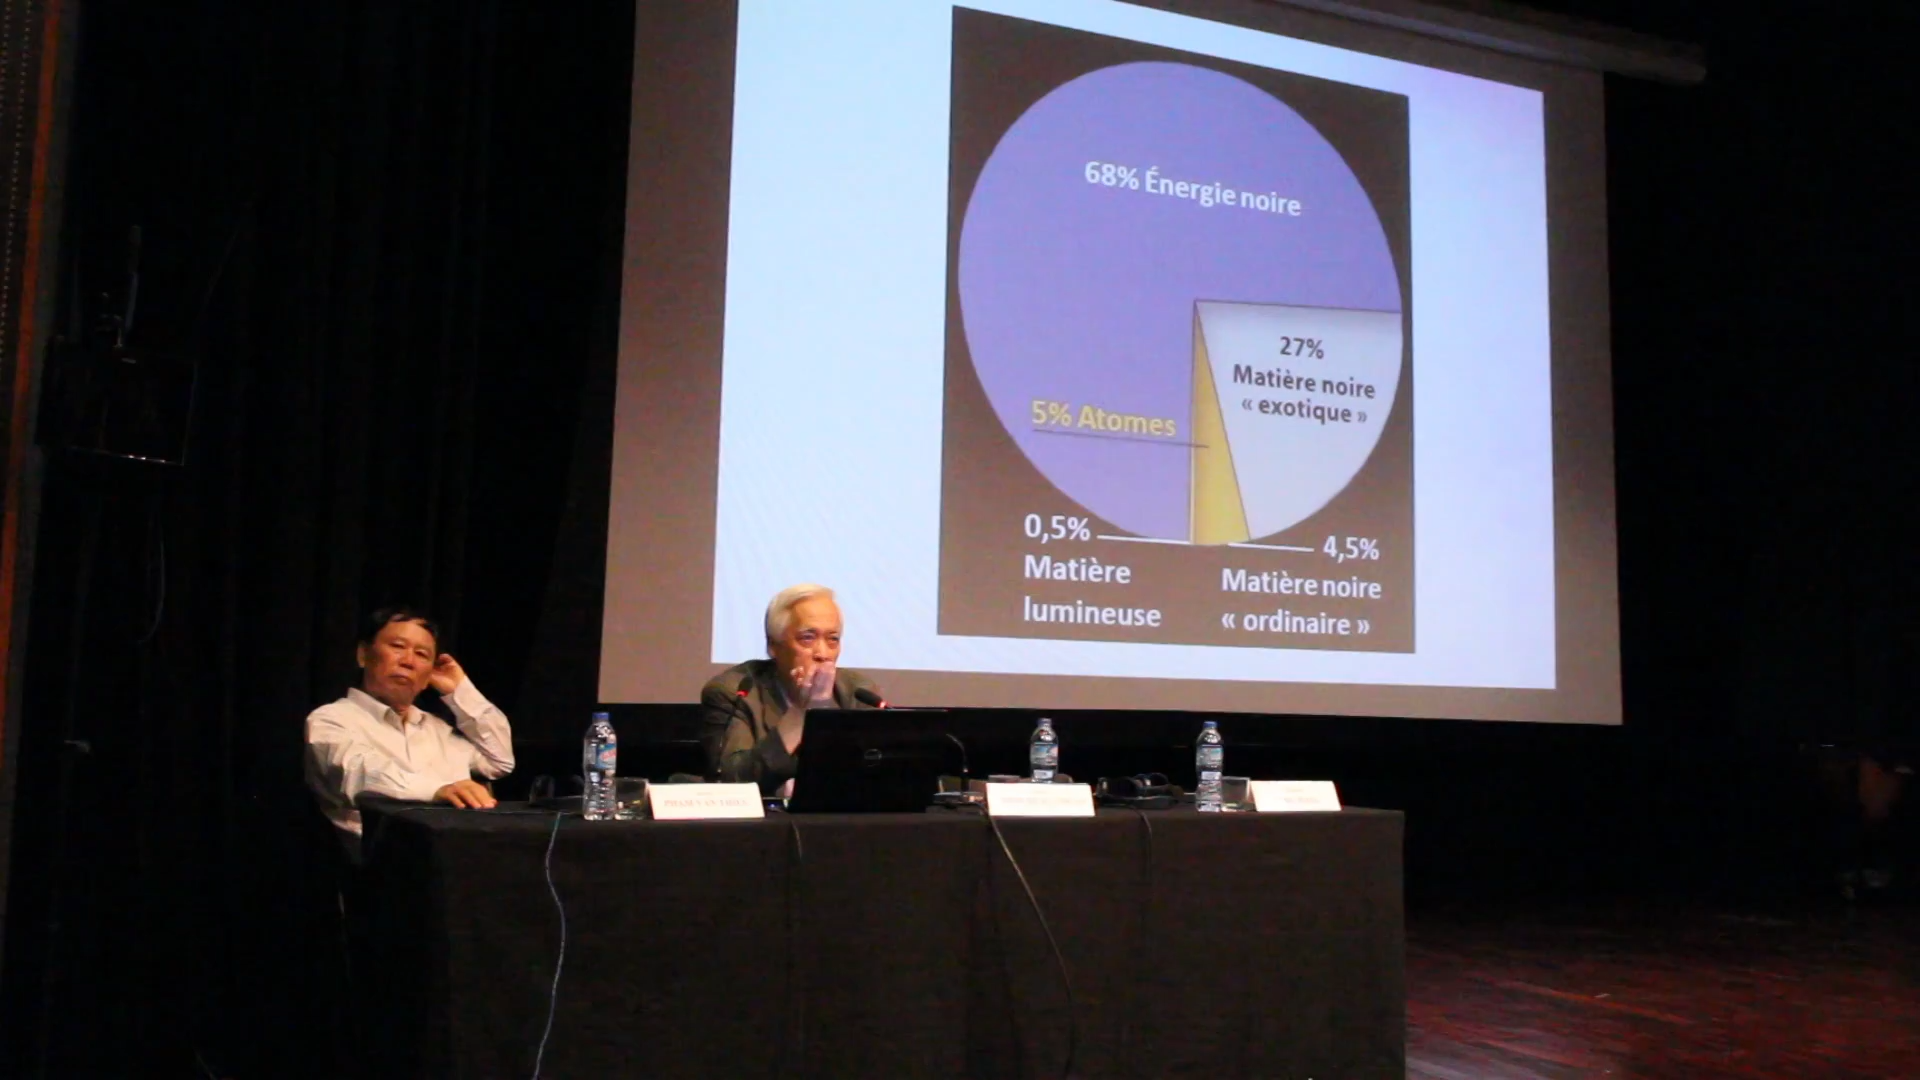 68% Énergie noire
27%
Matière noire
« exotique »
5% Atomes
0,5%
Matière
lumineuse
4,5%
Matière noire
« ordinaire »